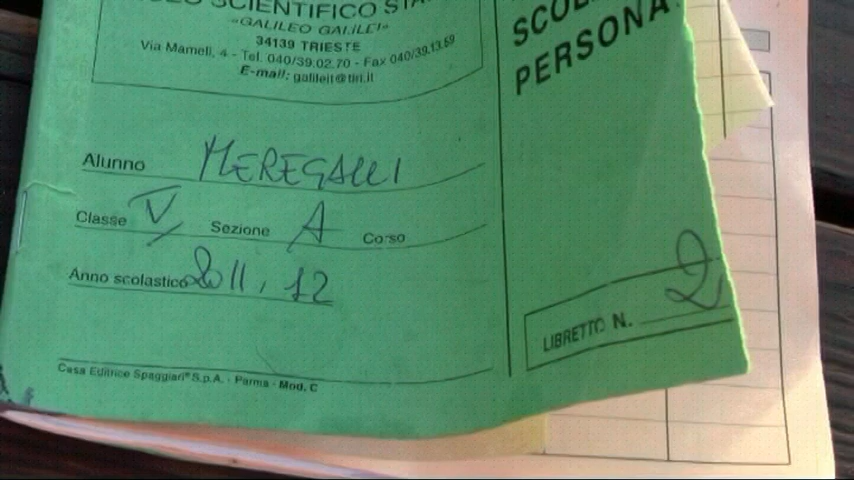 SCIENTIFICO
«GALILEO GALILEI»
34139 TRIESTE
Via Mameli, 4 - Tel. 040/39.02.70 - Fax 040/39.13.59
E-mail: galileit@tin.it
PERSONA
Alunno MEREGALLI
Classe V Sezione A Corso
Anno scolastico 2011, 12
LIBRETTO N. 2
Casa Editrice Spaggiari® S.p.A. - Parma - Mod. C